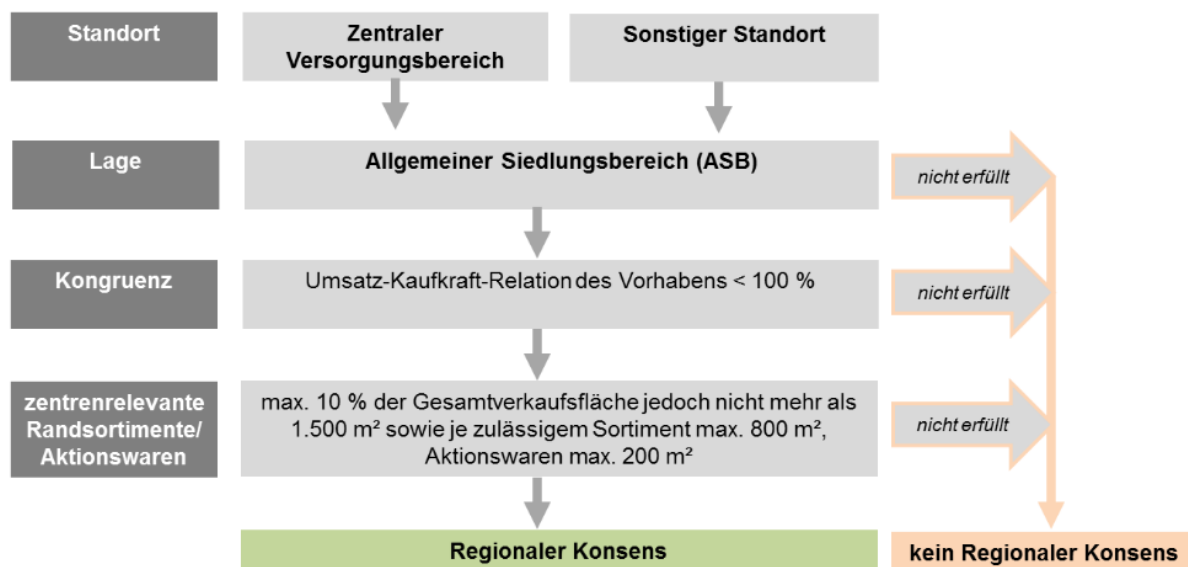 Standort
Zentraler
Versorgungsbereich
Sonstiger Standort
Lage
Allgemeiner Siedlungsbereich (ASB)
nicht erfüllt
Kongruenz
Umsatz-Kaufkraft-Relation des Vorhabens < 100 %
nicht erfüllt
zentrenrelevante
Randsortimente/
Aktionswaren
max. 10 % der Gesamtverkaufsfläche jedoch nicht mehr als
1.500 m² sowie je zulässigem Sortiment max. 800 m²,
Aktionswaren max. 200 m²
nicht erfüllt
Regionaler Konsens
kein Regionaler Konsens